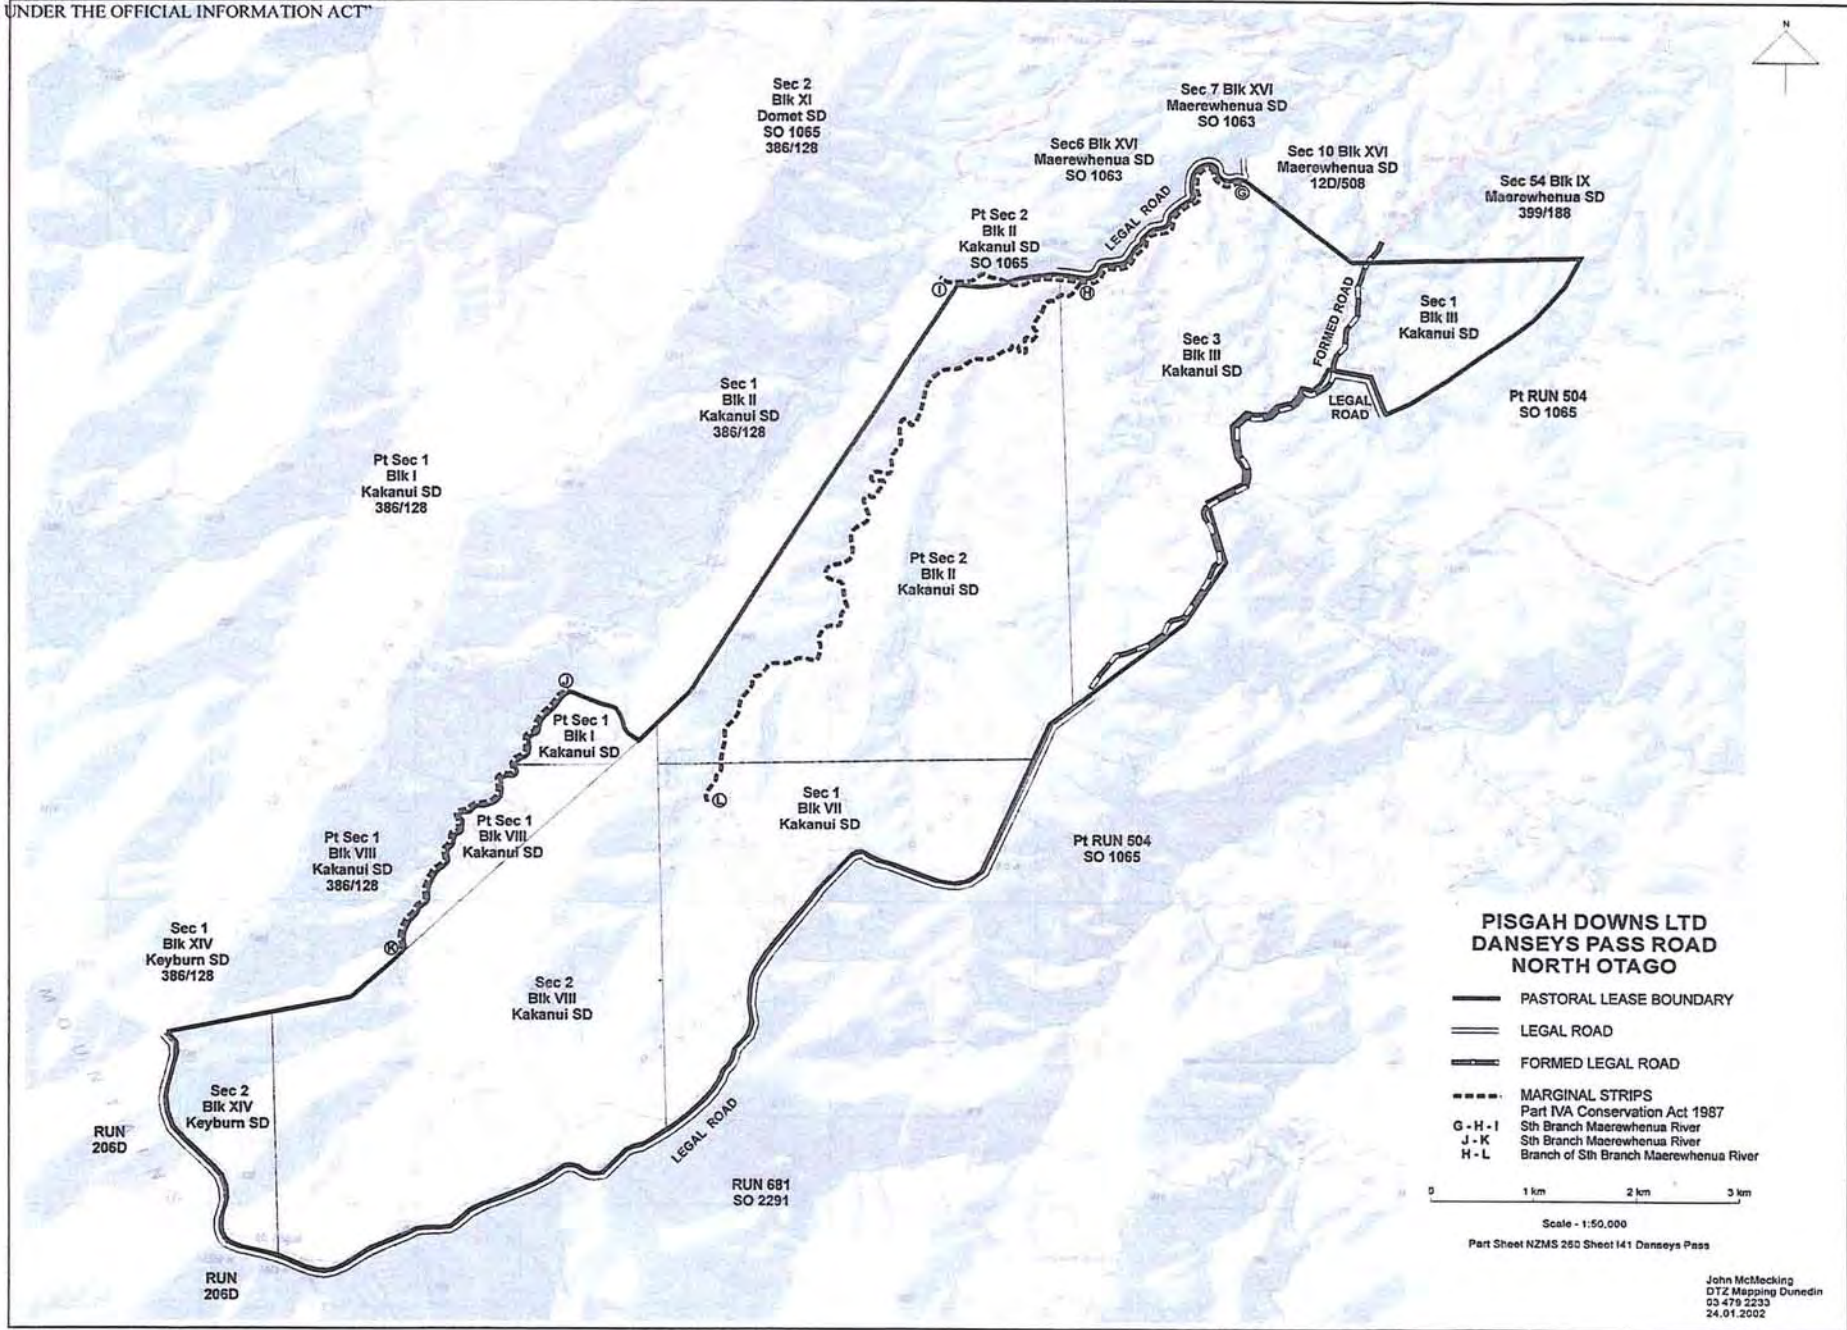 UNDER THE OFFICIAL INFORMATION ACT"
N
Sec 2
Blk XI
Domet SD
SO 1065
386/128
Sec 7 Blk XVI
Maerewhenua SD
SO 1063
Sec6 Blk XVI
Maerewhenua SD
SO 1063
Sec 10 Blk XVI
Maerewhenua SD
12D/508
Sec 54 Blk IX
Maerewhenua SD
399/188
Pt Sec 2
Blk II
Kakanui SD
SO 1065
LEGAL ROAD
G
I
H
FORMED ROAD
Sec 1
Blk III
Kakanui SD
Sec 3
Blk III
Kakanui SD
LEGAL
ROAD
Pt RUN 504
SO 1065
Sec 1
Blk II
Kakanui SD
386/128
Pt Sec 1
Blk I
Kakanui SD
386/128
Pt Sec 2
Blk II
Kakanui SD
J
Pt Sec 1
Blk I
Kakanui SD
L
Sec 1
Blk VII
Kakanui SD
Pt Sec 1
Blk VIII
Kakanui SD
Pt Sec 1
Blk VIII
Kakanui SD
386/128
Pt RUN 504
SO 1065
K
Sec 1
Blk XIV
Keyburn SD
386/128
Sec 2
Blk VIII
Kakanui SD
Sec 2
Blk XIV
Keyburn SD
RUN
206D
LEGAL ROAD
RUN 681
SO 2291
RUN
206D
PISGAH DOWNS LTD
DANSEYS PASS ROAD
NORTH OTAGO
PASTORAL LEASE BOUNDARY
LEGAL ROAD
FORMED LEGAL ROAD
MARGINAL STRIPS
Part IVA Conservation Act 1987
G - H - I Sth Branch Maerewhenua River
J - K Sth Branch Maerewhenua River
H - L Branch of Sth Branch Maerewhenua River
0 1 km 2 km 3 km
Scale - 1:50,000
Part Sheet NZMS 260 Sheet I41 Danseys Pass
John McMecking
DTZ Mapping Dunedin
03 479 2233
24.01.2002